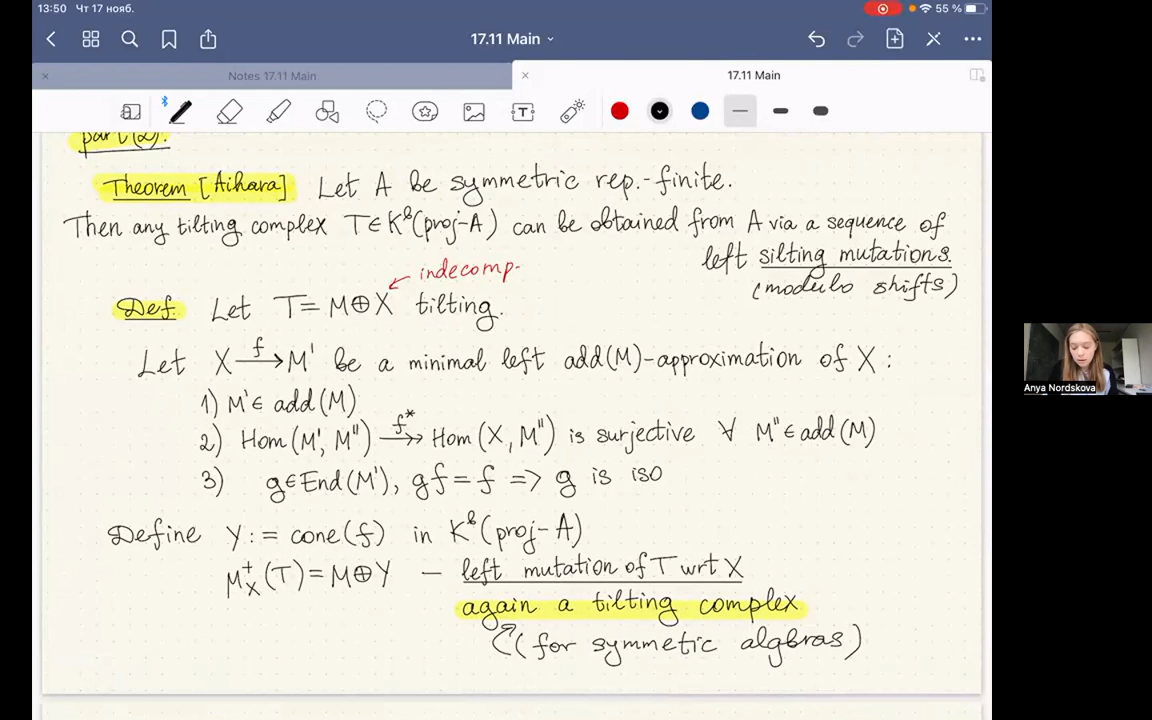 13:50 Чт 17 нояб.
55 %
17.11 Main
Notes 17.11 Main
17.11 Main
part (2).
Theorem [Aihara] Let A be symmetric rep.-finite.
Then any tilting complex T∈K^b(proj-A) can be obtained from A via a sequence of
left silting mutations.
(modulo shifts)
indecomp.
Def. Let T = M⊕X tilting.
Let X →^f M' be a minimal left add(M)-approximation of X :
1) M'∈ add(M)
2) Hom(M', M'') →^{f*} Hom(X, M'') is surjective ∀ M''∈ add(M)
3) g∈End(M'), gf = f => g is iso
Define Y := cone(f) in K^b(proj-A)
M^+_X(T) = M⊕Y – left mutation of T wrt X
again a tilting complex
(for symmetic algbras)
Anya Nordskova